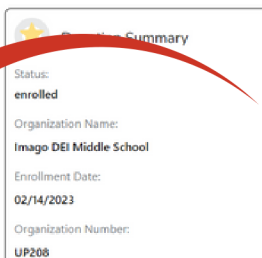 Summary
Status:
enrolled
Organization Name:
Imago DEI Middle School
Enrollment Date:
02/14/2023
Organization Number:
UP208